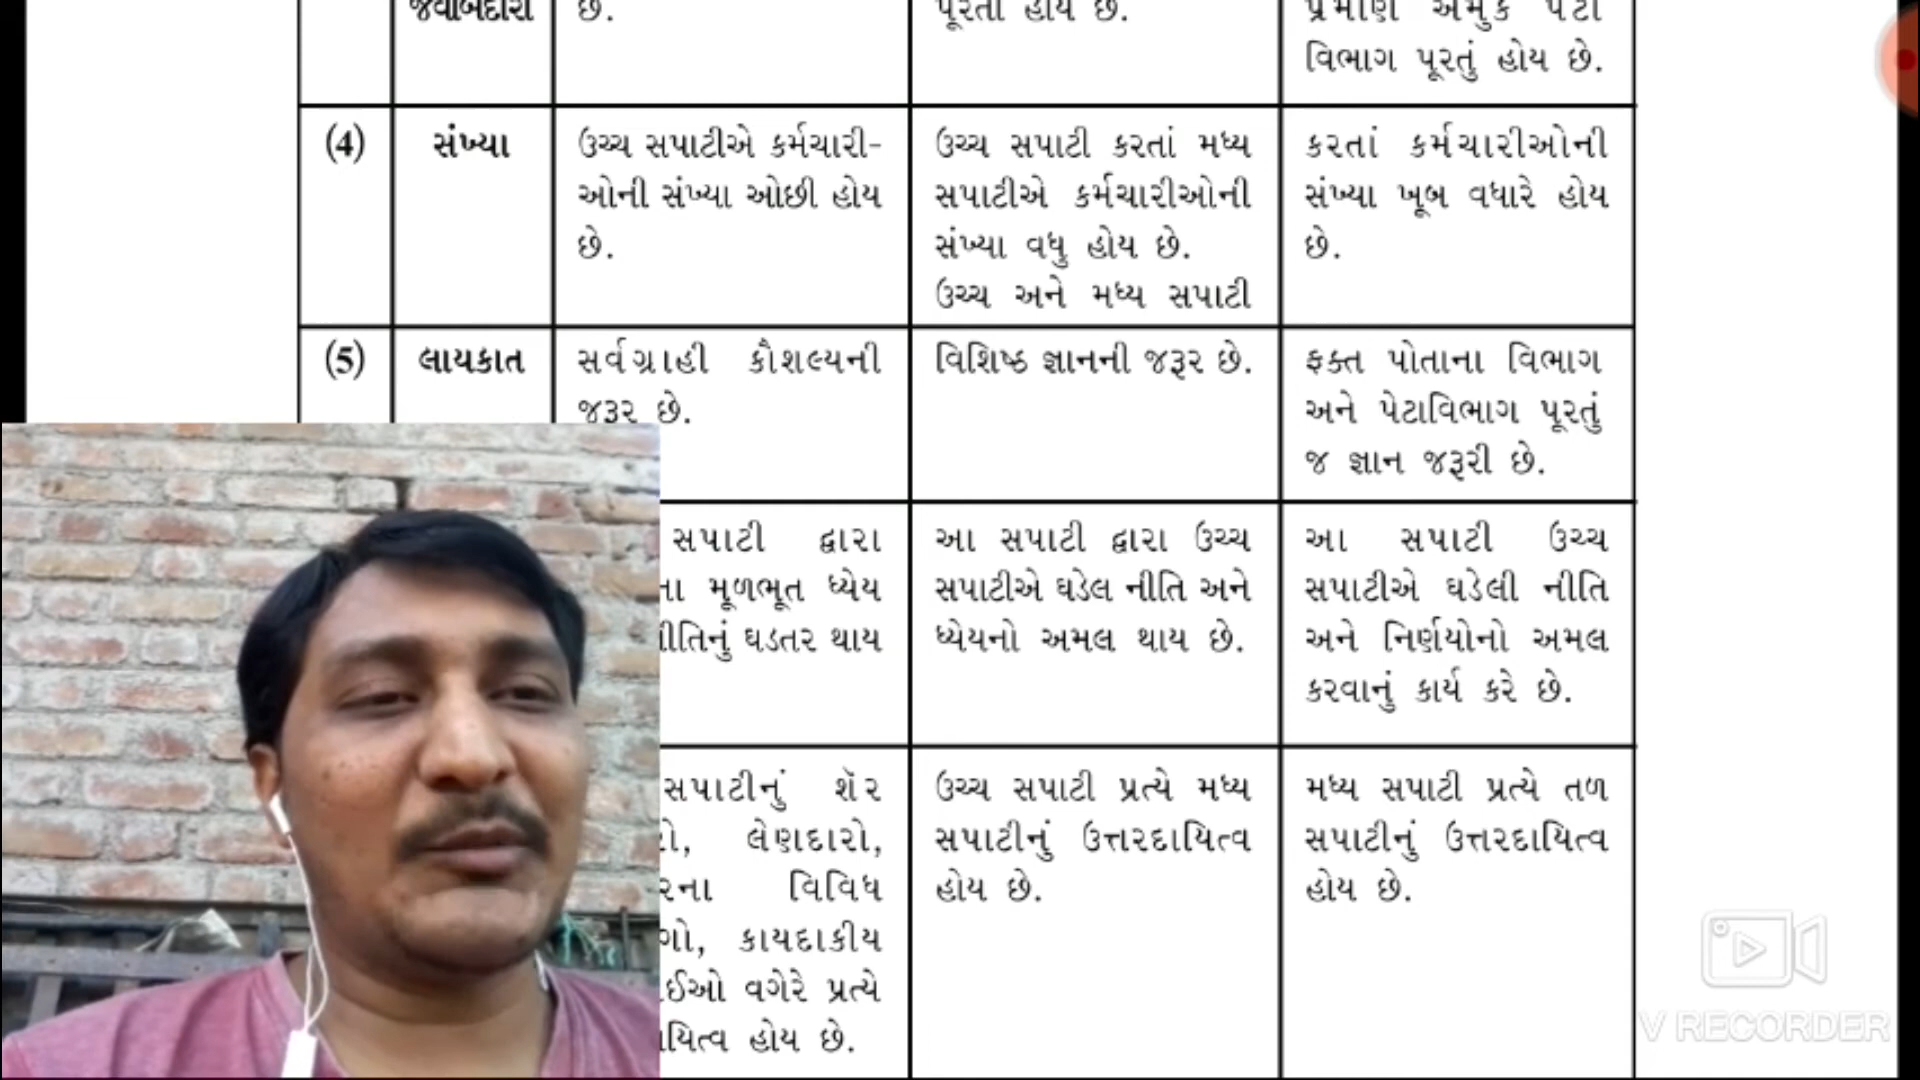 જવાબદારી છે. પૂરતી હોય છે. પ્રમાણે અમુક પેટા
વિભાગ પૂરતું હોય છે.
(4) સંખ્યા ઉચ્ચ સપાટીએ કર્મચારી- ઉચ્ચ સપાટી કરતાં મધ્ય કરતાં કર્મચારીઓની
ઓની સંખ્યા ઓછી હોય સપાટીએ કર્મચારીઓની સંખ્યા ખૂબ વધારે હોય
છે. સંખ્યા વધુ હોય છે. છે.
ઉચ્ચ અને મધ્ય સપાટી
(5) લાયકાત સર્વગ્રાહી કૌશલ્યની વિશિષ્ઠ જ્ઞાનની જરૂર છે. ફક્ત પોતાના વિભાગ
જરૂર છે. અને પેટાવિભાગ પૂરતું
જ જ્ઞાન જરૂરી છે.
સપાટી દ્વારા આ સપાટી દ્વારા ઉચ્ચ આ સપાટી ઉચ્ચ
મૂળભૂત ધ્યેય સપાટીએ ઘડેલ નીતિ અને સપાટીએ ઘડેલી નીતિ
ઘડતર થાય ધ્યેયનો અમલ થાય છે. અને નિર્ણયોનો અમલ
કરવાનું કાર્ય કરે છે.
સપાટીનું શૅર ઉચ્ચ સપાટી પ્રત્યે મધ્ય મધ્ય સપાટી પ્રત્યે તળ
લેણદારો, સપાટીનું ઉત્તરદાયિત્વ સપાટીનું ઉત્તરદાયિત્વ
વિવિધ હોય છે. હોય છે.
કાયદાકીય
વગેરે પ્રત્યે
હોય છે.
V RECORDER